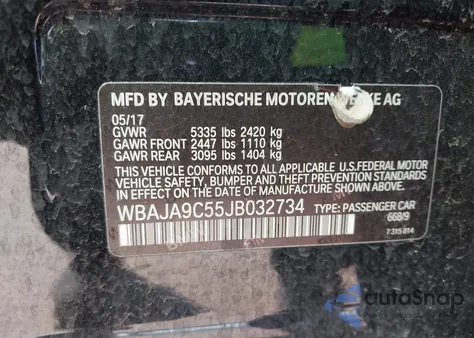 MFD BY BAYERISCHE MOTOREN WERKE AG
05/17
GVWR 5335 lbs 2420 kg
GAWR FRONT 2447 lbs 1110 kg
GAWR REAR 3095 lbs 1404 kg
THIS VEHICLE CONFORMS TO ALL APPLICABLE U.S.FEDERAL MOTOR
VEHICLE SAFETY, BUMPER AND THEFT PREVENTION STANDARDS IN
EFFECT ON THE DATE OF MANUFACTURE SHOWN ABOVE.
WBAJA9C55JB032734 TYPE: PASSENGER CAR
668/9
7 315 814
autoSnap